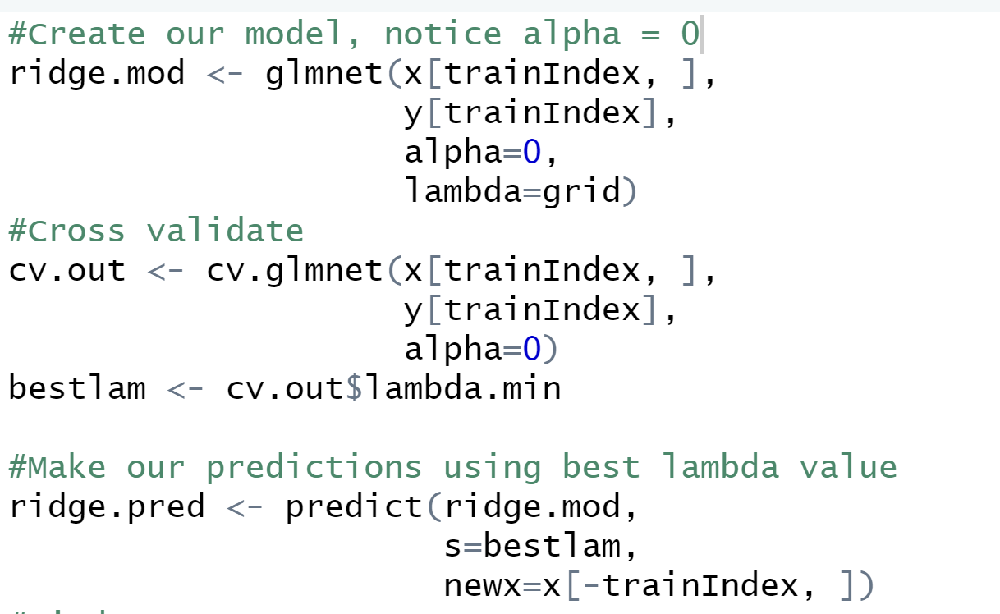 #Create our model, notice alpha = 0
ridge.mod <- glmnet(x[trainIndex, ],
                    y[trainIndex],
                    alpha=0,
                    lambda=grid)
#Cross validate
cv.out <- cv.glmnet(x[trainIndex, ],
                    y[trainIndex],
                    alpha=0)
bestlam <- cv.out$lambda.min

#Make our predictions using best lambda value
ridge.pred <- predict(ridge.mod,
                      s=bestlam,
                      newx=x[-trainIndex, ])